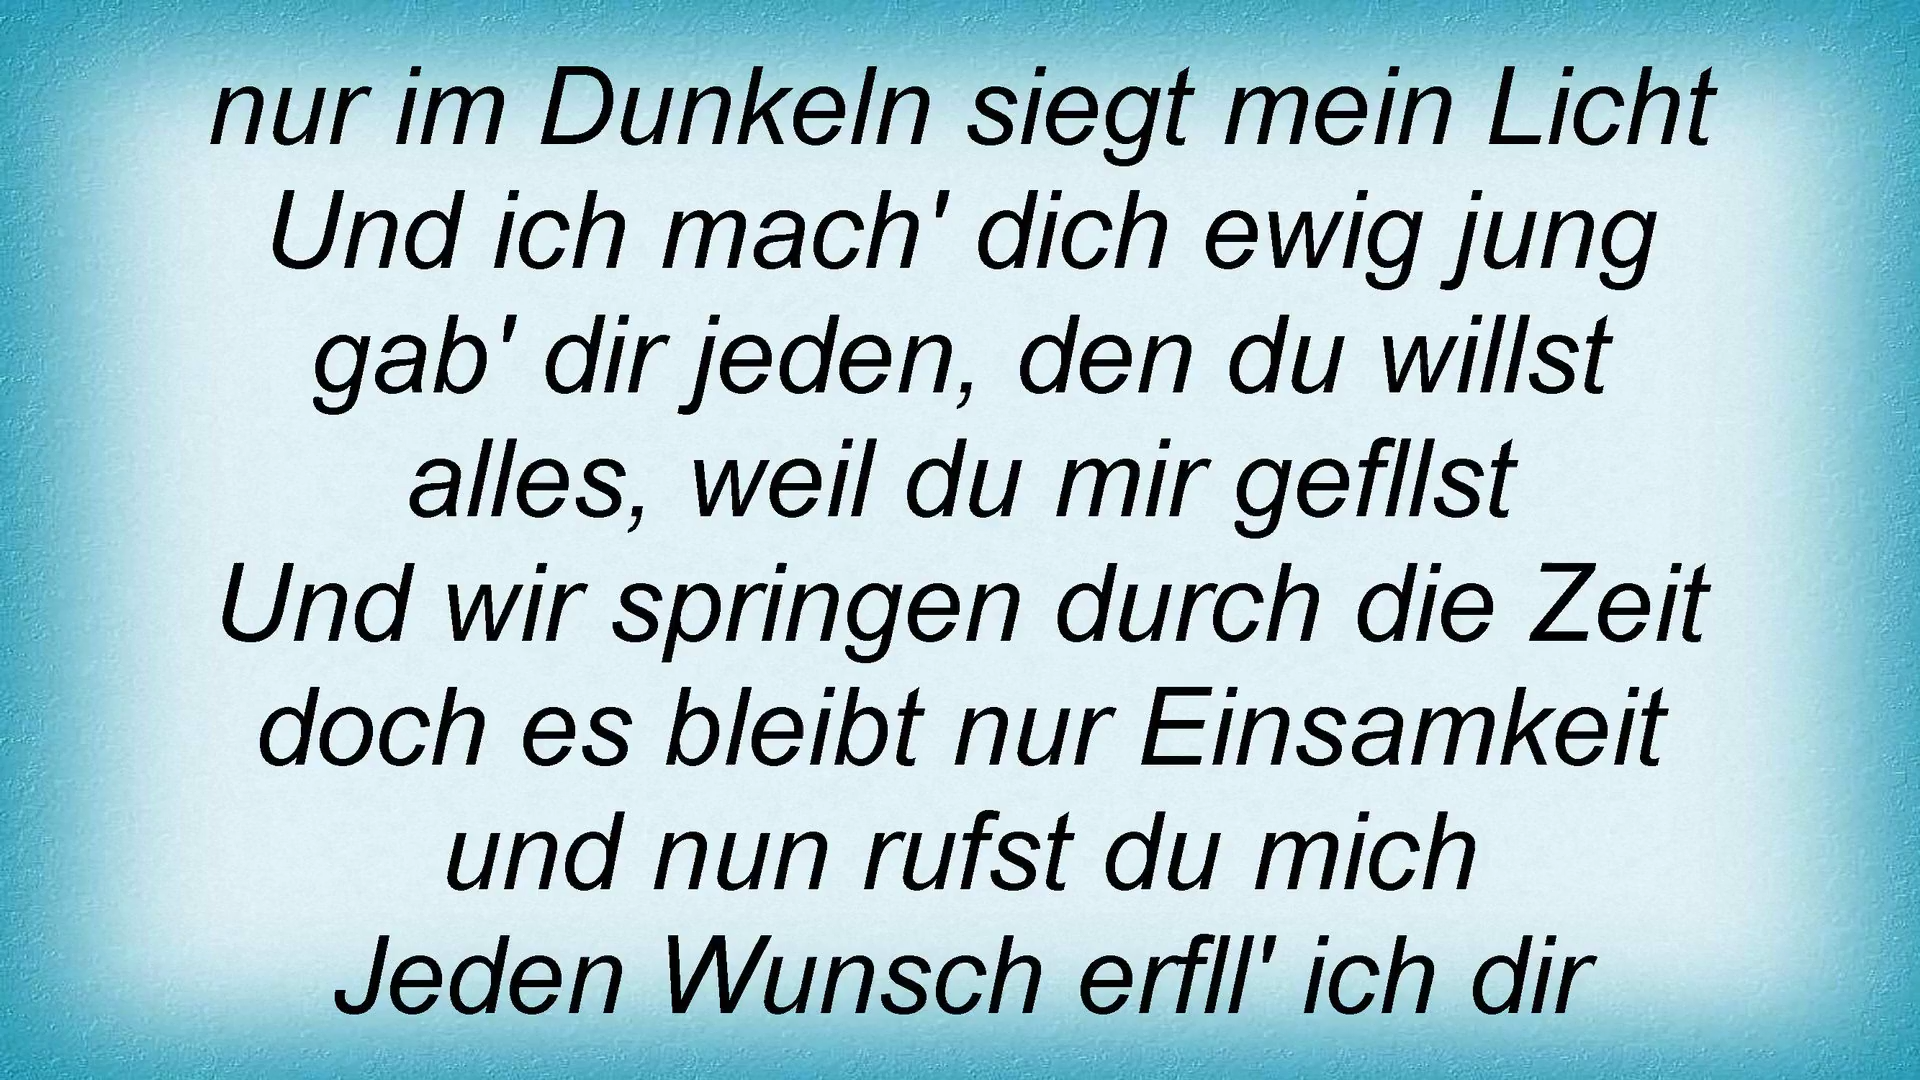 nur im Dunkeln siegt mein Licht
Und ich mach' dich ewig jung
gab' dir jeden, den du willst
alles, weil du mir gefllst
Und wir springen durch die Zeit
doch es bleibt nur Einsamkeit
und nun rufst du mich
Jeden Wunsch erfll' ich dir